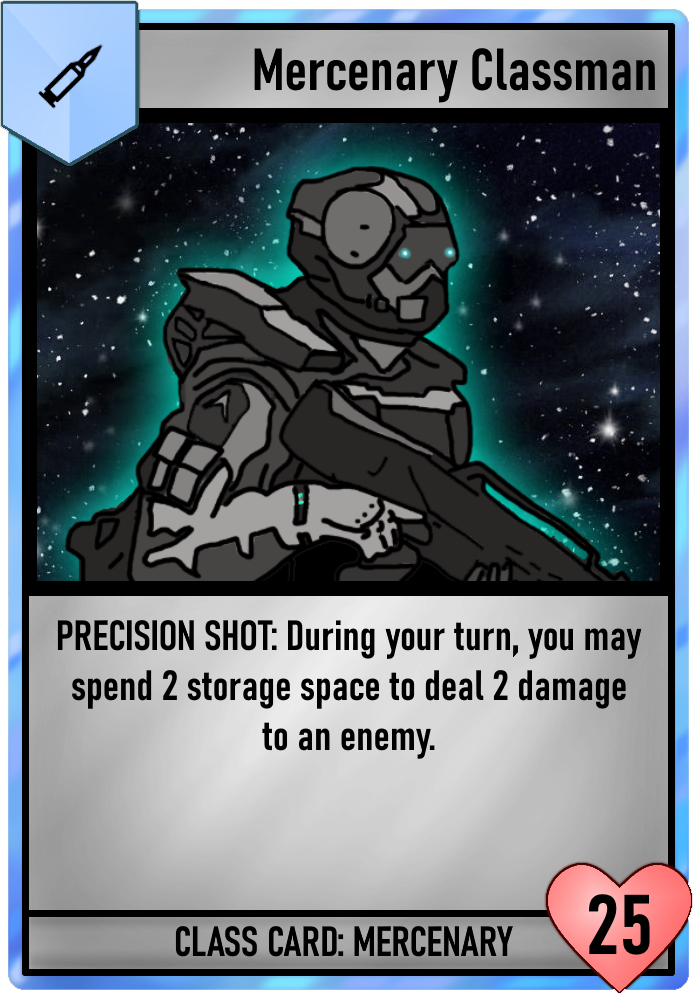 Mercenary Classman
PRECISION SHOT: During your turn, you may
spend 2 storage space to deal 2 damage
to an enemy.
CLASS CARD: MERCENARY
25